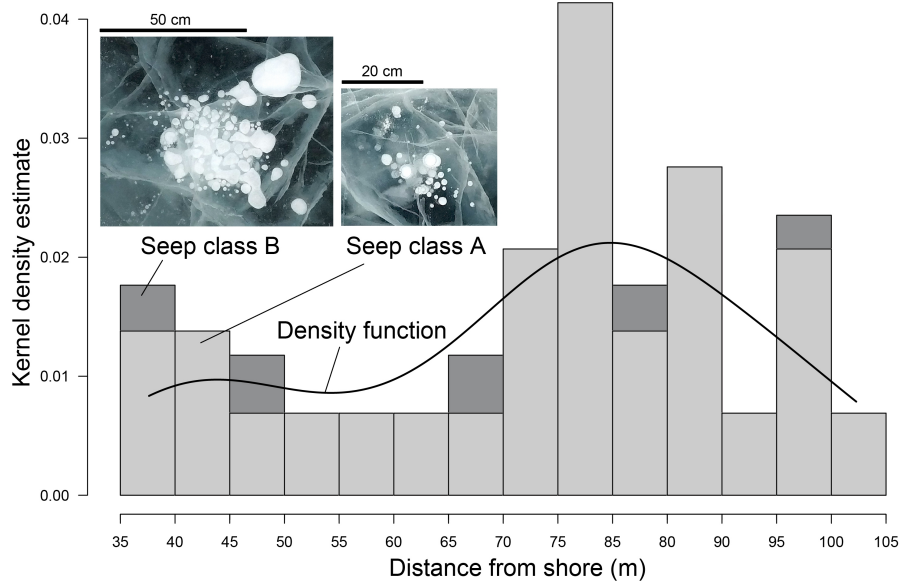 50 cm
20 cm
Seep class B
Seep class A
Density function
Kernel density estimate
0.04
0.03
0.02
0.01
0.00
35 40 45 50 55 60 65 70 75 85 80 90 95 100 105
Distance from shore (m)